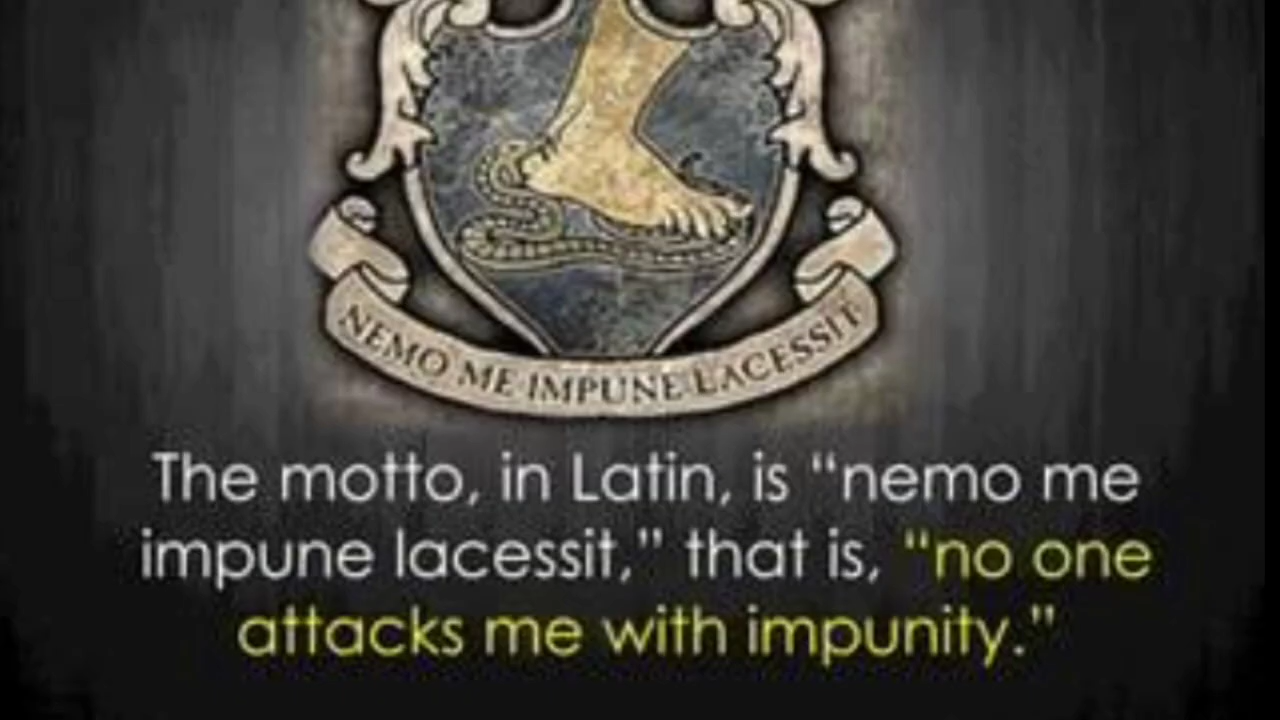 NEMO ME IMPUNE LACESSIT
The motto, in Latin, is “nemo me
impune lacessit,” that is, “no one
attacks me with impunity.”